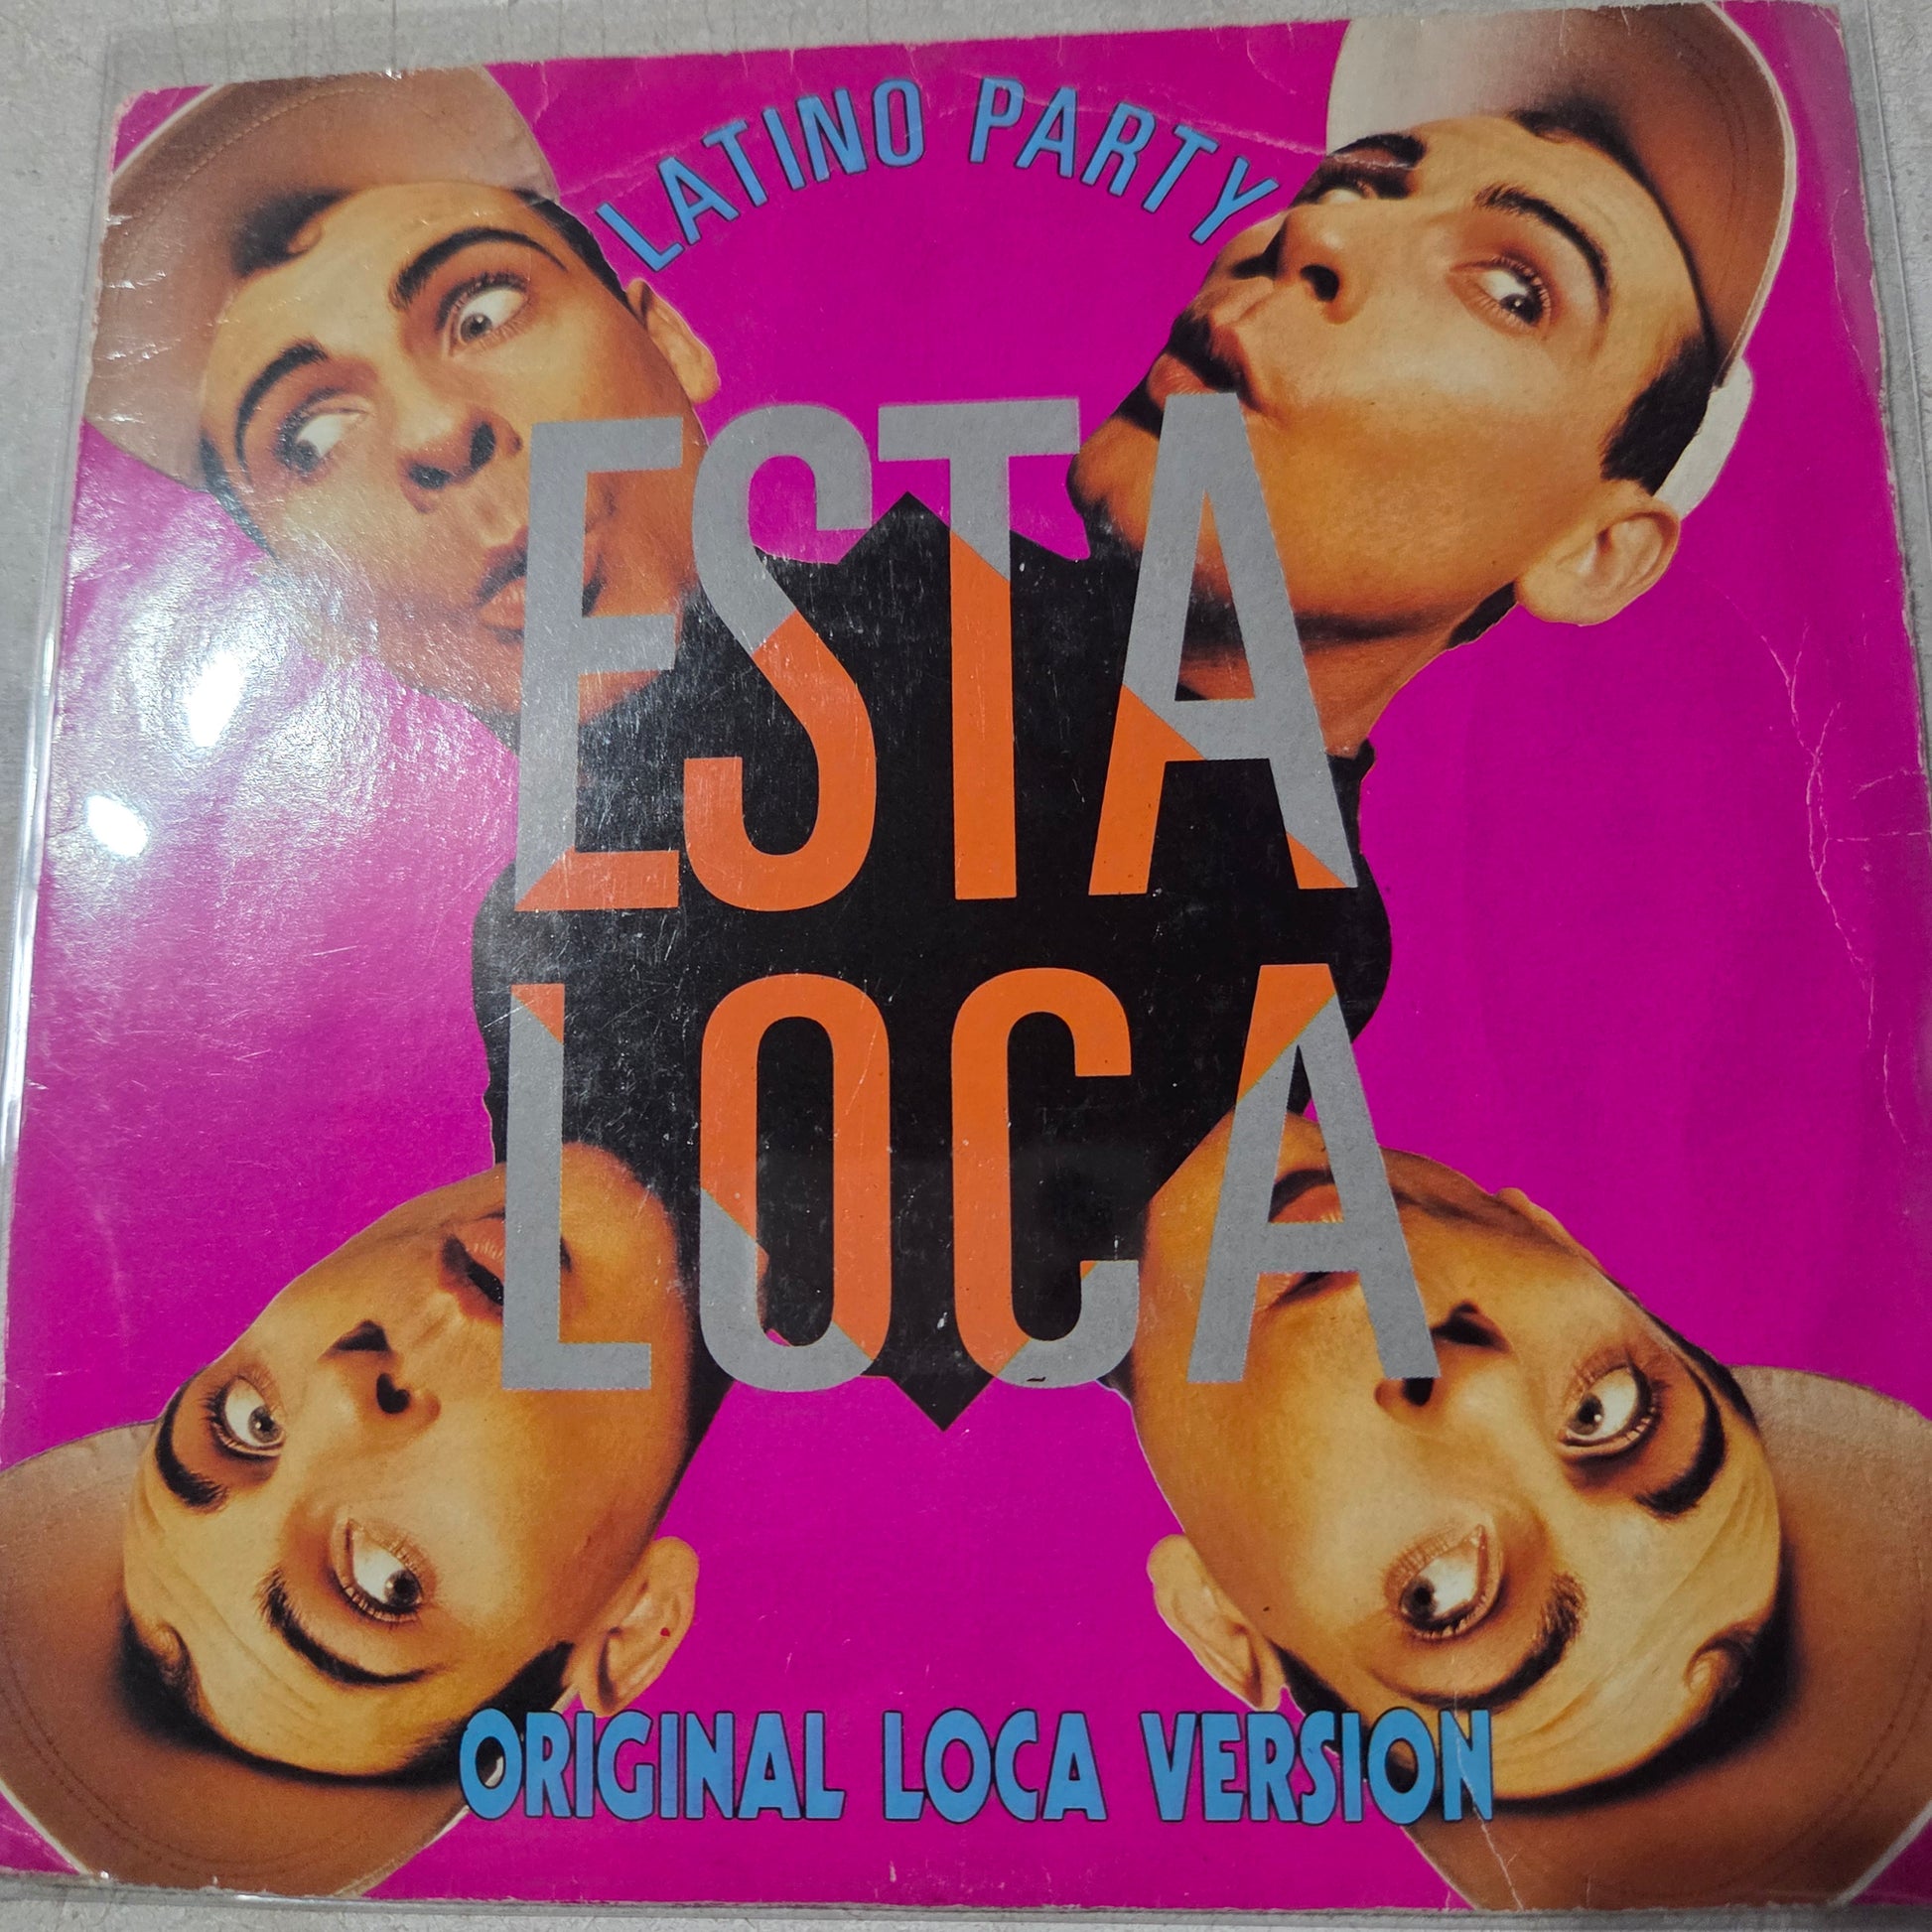 LATINO PARTY
ESTA
LOCA
ORIGINAL LOCA VERSION